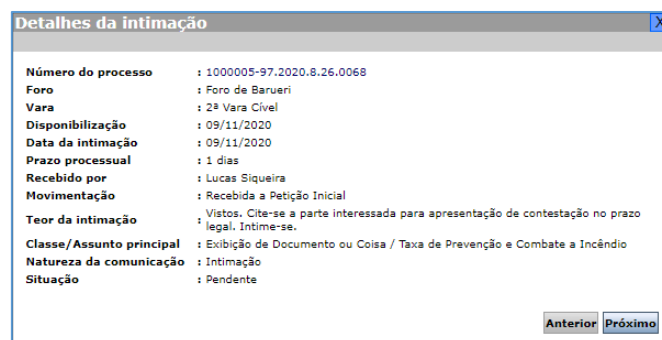 Detalhes da intimação X
Número do processo : 1000005-97.2020.8.26.0068
Foro : Foro de Barueri
Vara : 2ª Vara Cível
Disponibilização : 09/11/2020
Data da intimação : 09/11/2020
Prazo processual : 1 dias
Recebido por : Lucas Siqueira
Movimentação : Recebida a Petição Inicial
Teor da intimação : Vistos. Cite-se a parte interessada para apresentação de contestação no prazo
legal. Intime-se.
Classe/Assunto principal : Exibição de Documento ou Coisa / Taxa de Prevenção e Combate a Incêndio
Natureza da comunicação : Intimação
Situação : Pendente
Anterior Próximo